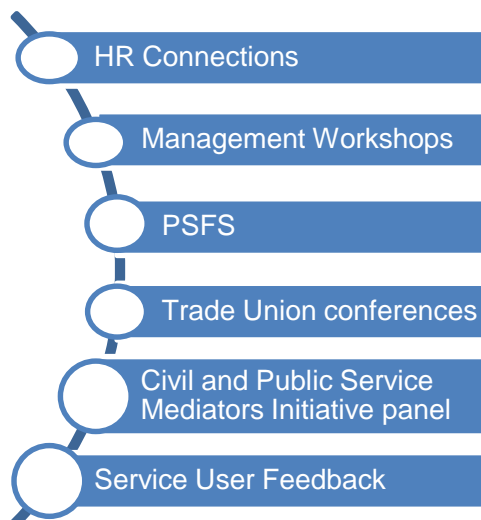 HR Connections
Management Workshops
PSFS
Trade Union conferences
Civil and Public Service
Mediators Initiative panel
Service User Feedback